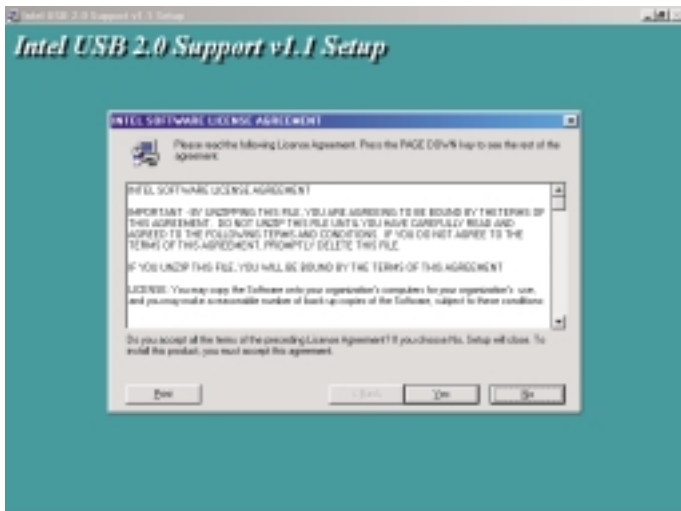 Intel USB 2.0 Support v1.1 Setup
Intel USB 2.0 Support v1.1 Setup
INTEL SOFTWARE LICENSE AGREEMENT
Please read the following License Agreement. Press the PAGE DOWN key to see the rest of the
agreement.
INTEL SOFTWARE LICENSE AGREEMENT
IMPORTANT - BY UNZIPPING THIS FILE, YOU ARE AGREEING TO BE BOUND BY THE TERMS OF
THIS AGREEMENT. DO NOT UNZIP THIS FILE UNTIL YOU HAVE CAREFULLY READ AND
AGREED TO THE FOLLOWING TERMS AND CONDITIONS. IF YOU DO NOT AGREE TO THE
TERMS OF THIS AGREEMENT, PROMPTLY DELETE THIS FILE.
IF YOU UNZIP THIS FILE, YOU WILL BE BOUND BY THE TERMS OF THIS AGREEMENT
LICENSE: You may copy the Software onto your organization's computers for your organization's use,
and you may make a reasonable number of back-up copies of the Software, subject to these conditions:
Do you accept all the terms of the preceding License Agreement? If you choose No, Setup will close. To
install this product, you must accept this agreement.
Print
< Back
Yes
No